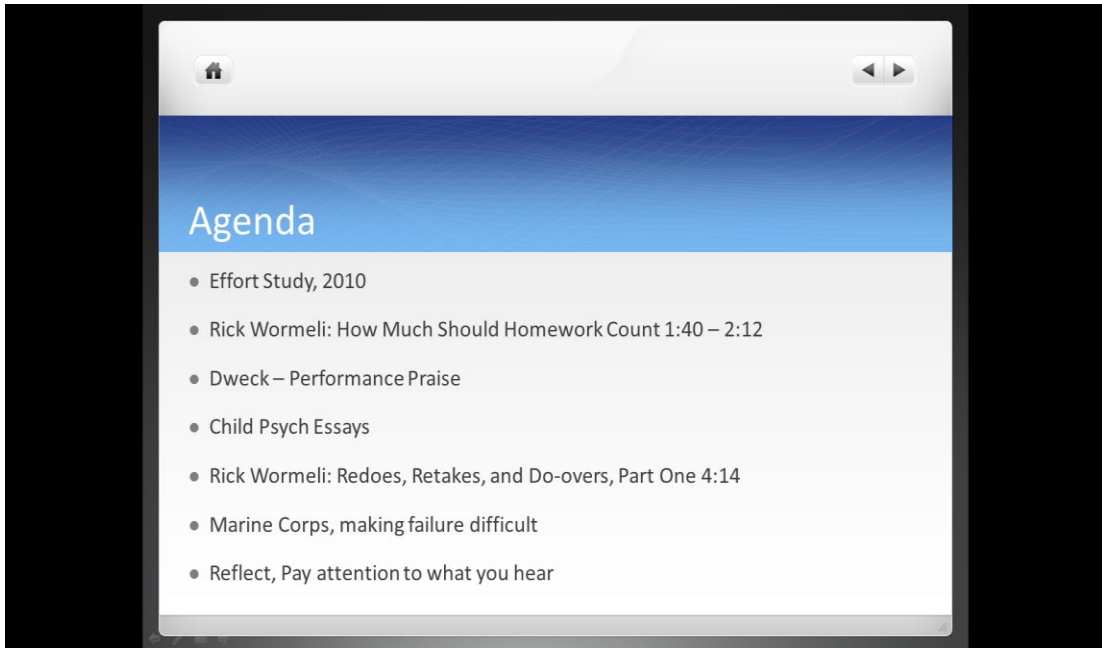 Agenda
Effort Study, 2010
Rick Wormeli: How Much Should Homework Count 1:40 – 2:12
Dweck – Performance Praise
Child Psych Essays
Rick Wormeli: Redoes, Retakes, and Do-overs, Part One 4:14
Marine Corps, making failure difficult
Reflect, Pay attention to what you hear